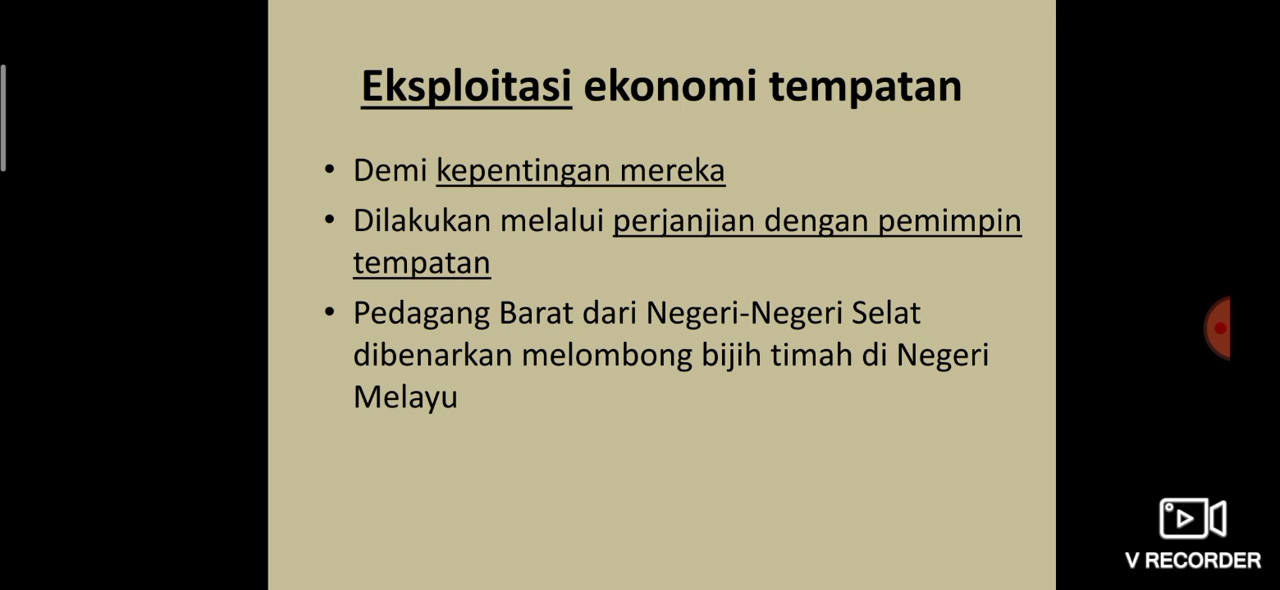 Eksploitasi ekonomi tempatan
• Demi kepentingan mereka
• Dilakukan melalui perjanjian dengan pemimpin
tempatan
• Pedagang Barat dari Negeri-Negeri Selat
dibenarkan melombong bijih timah di Negeri
Melayu
V RECORDER